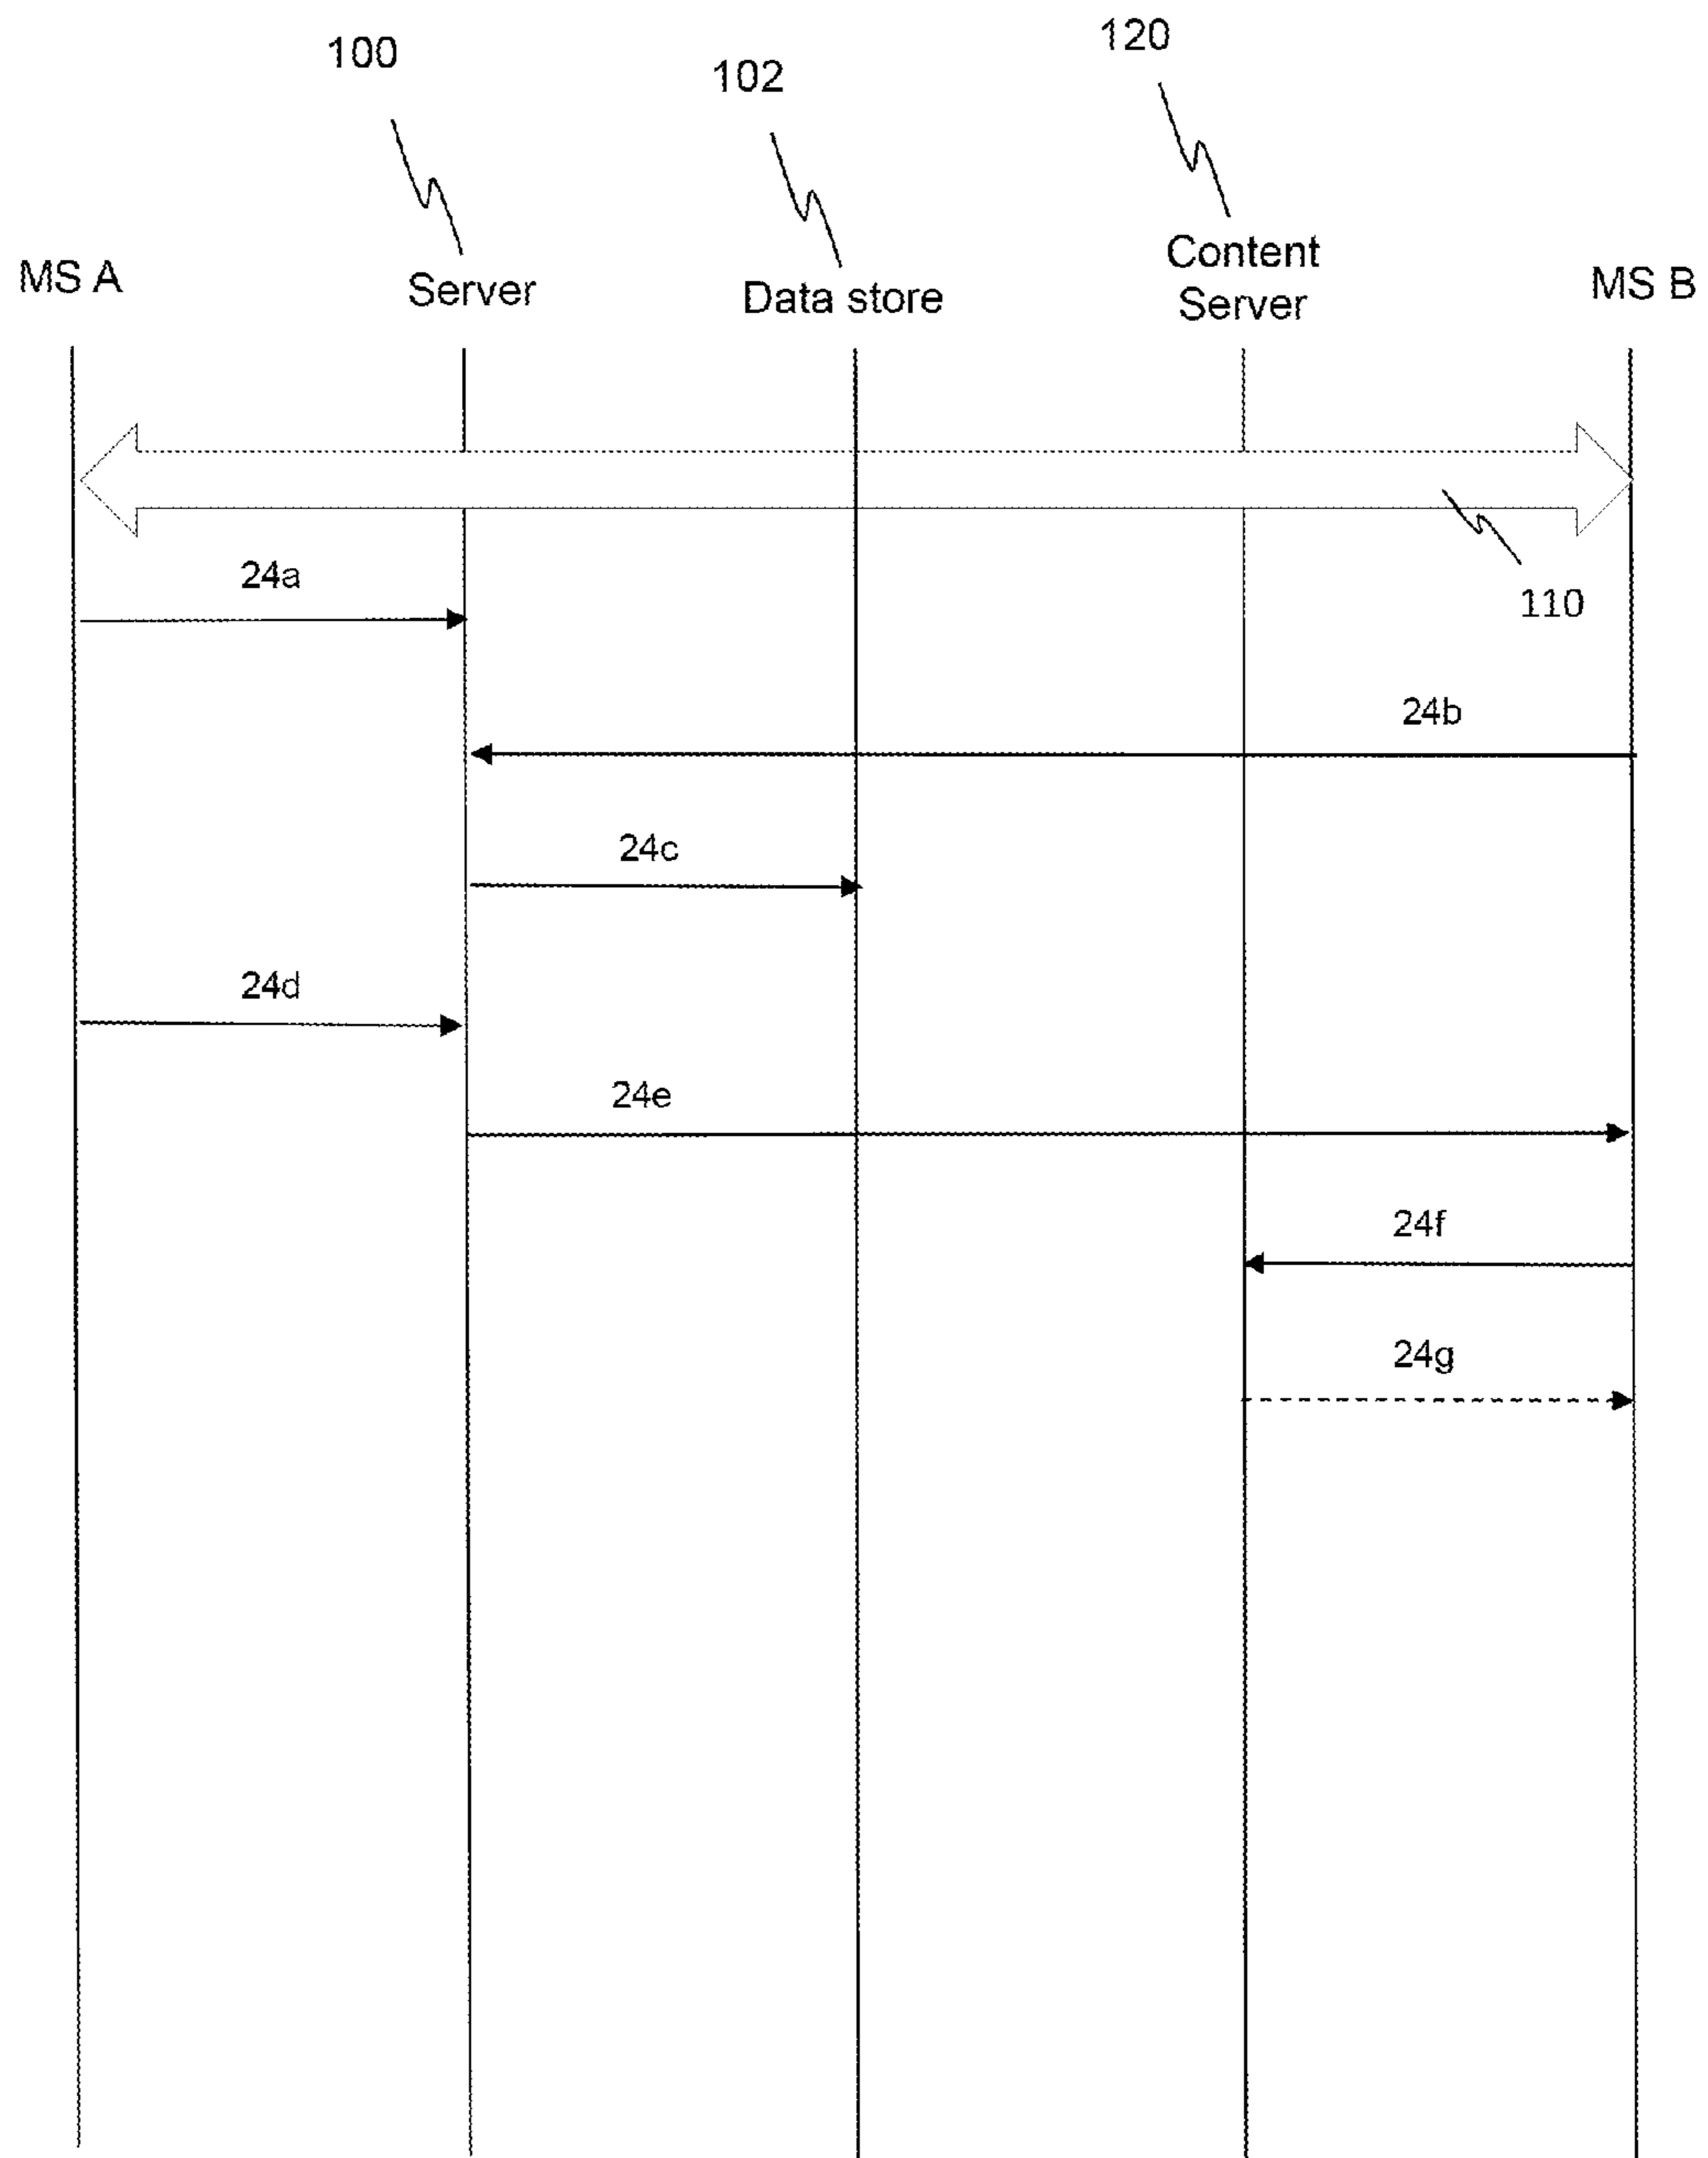 100
102
120
MS A
Server
Data store
Content
Server
MS B
110
24a
24b
24c
24d
24e
24f
24g